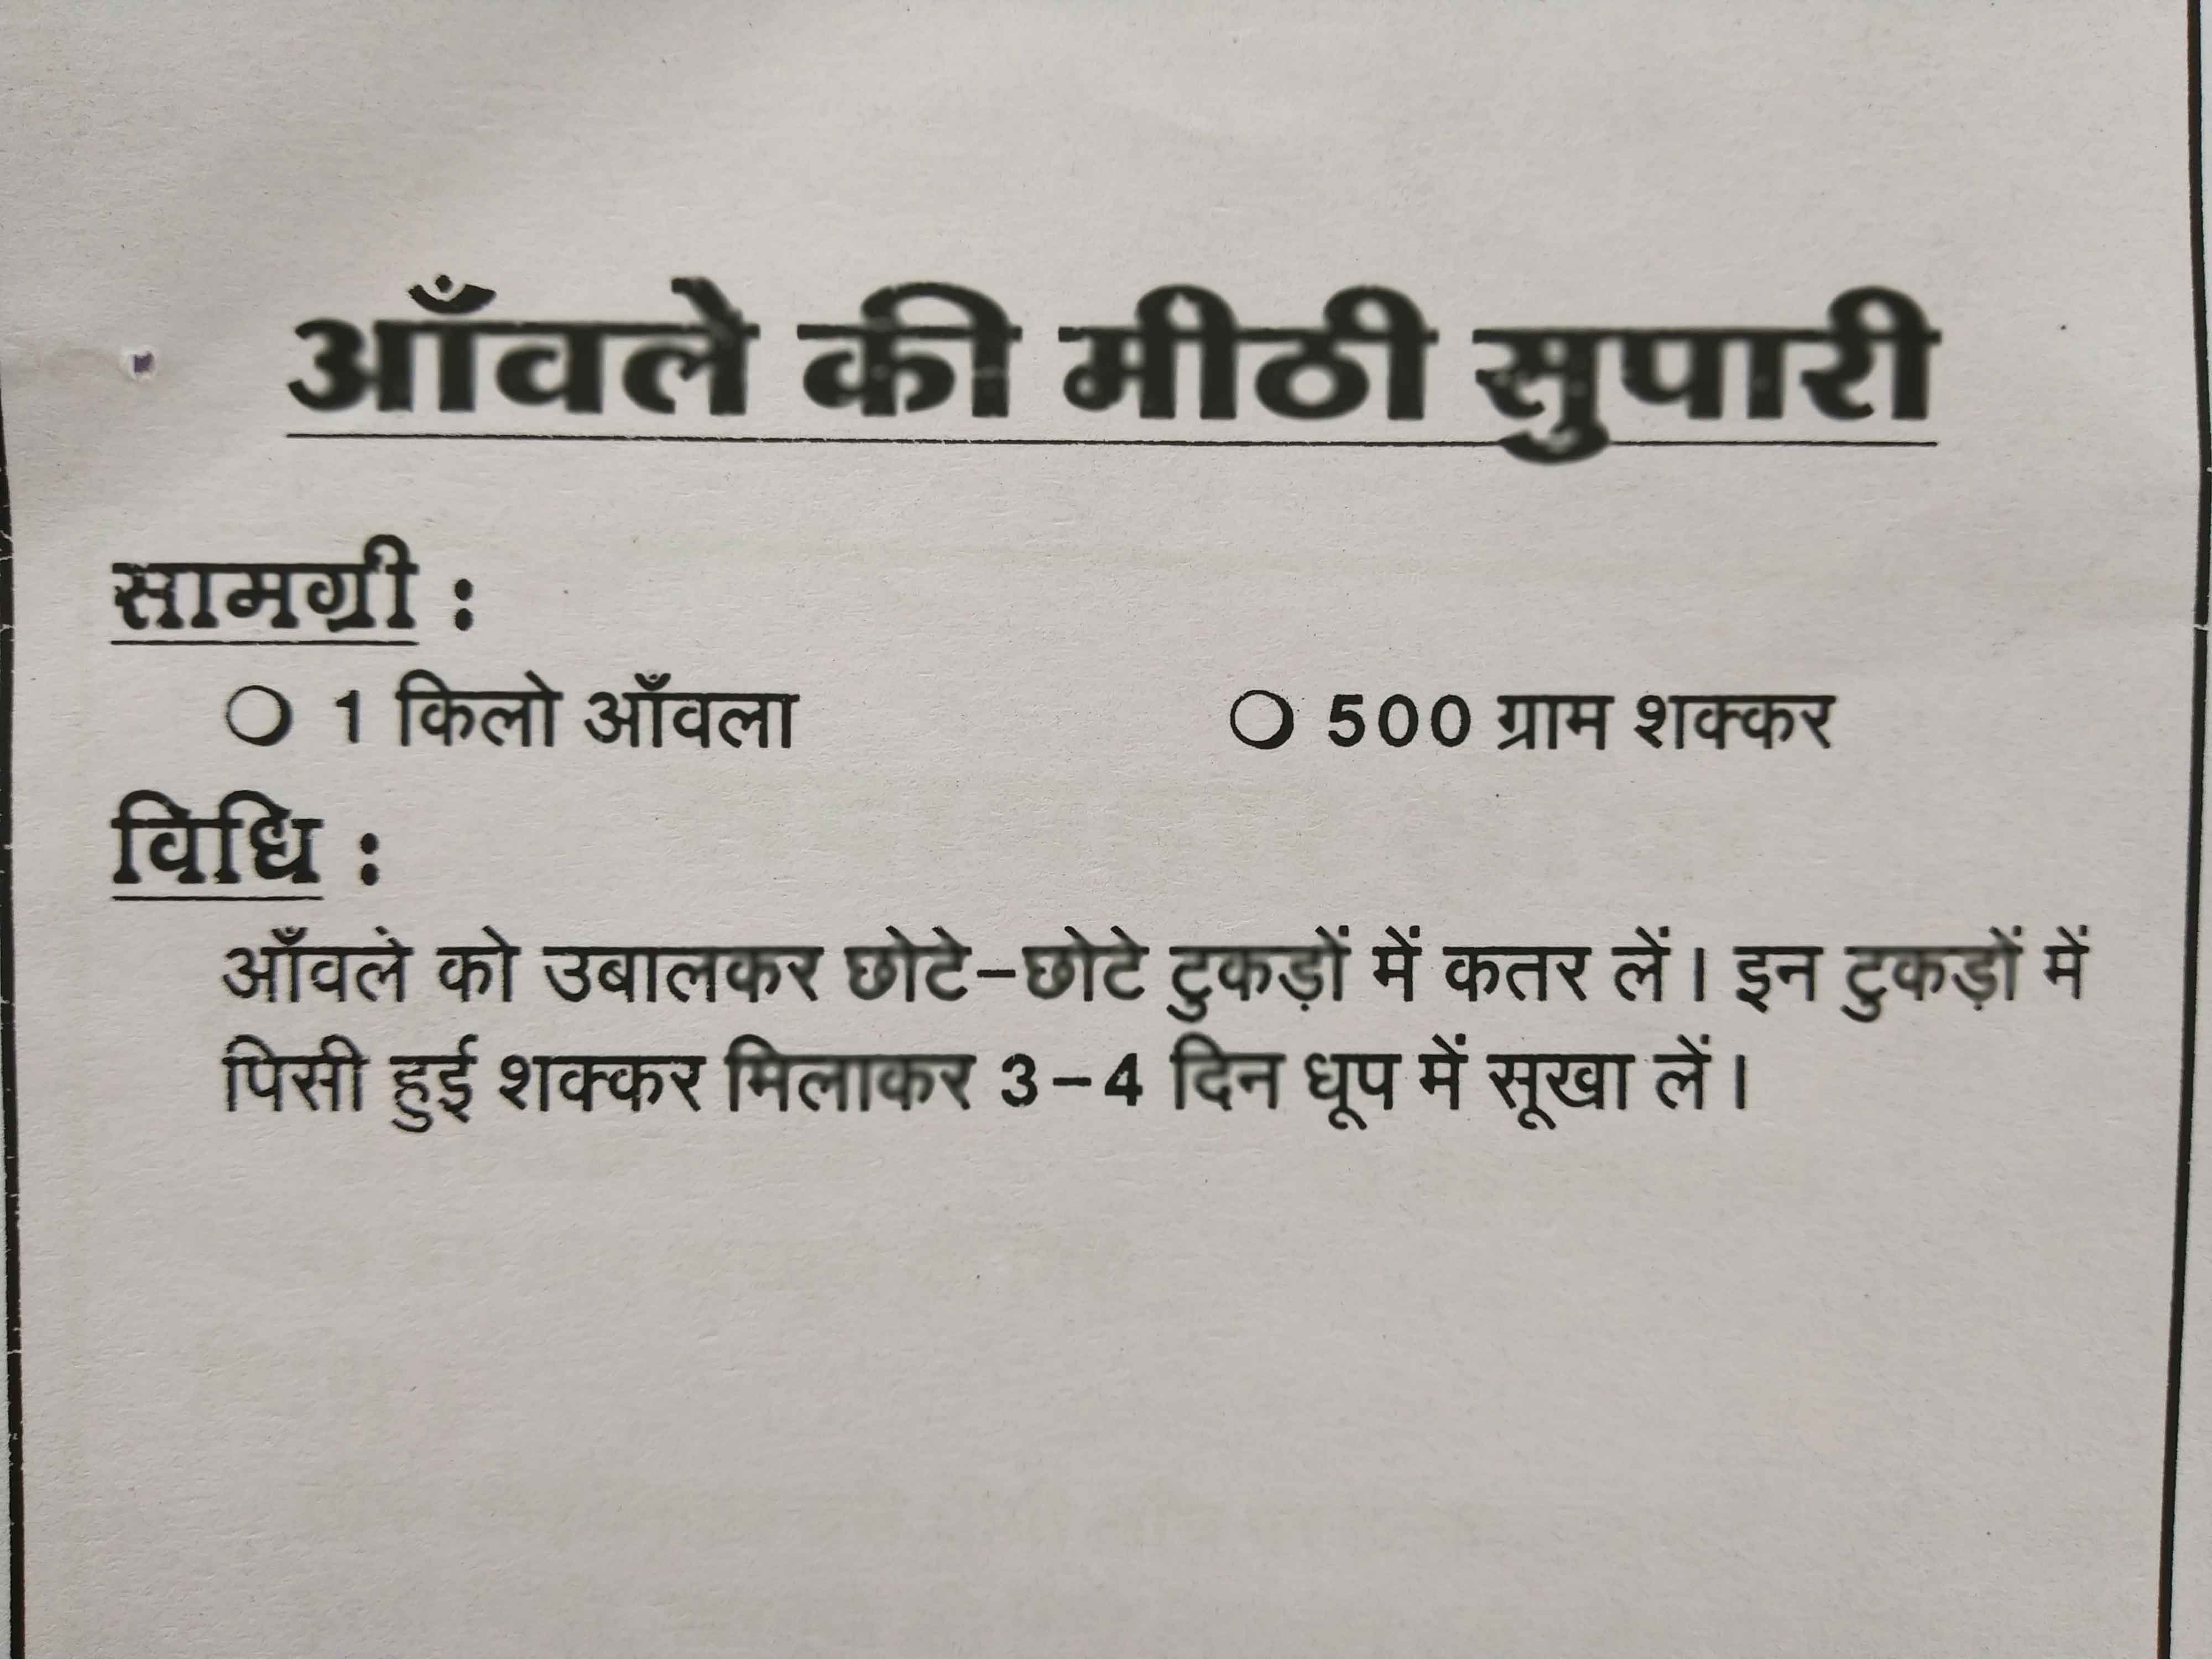 आँवले की मीठी सुपारी
सामग्री :
○ 1 किलो आँवला ○ 500 ग्राम शक्कर
विधि :
आँवले को उबालकर छोटे-छोटे टुकड़ों में कतर लें। इन टुकड़ों में
पिसी हुई शक्कर मिलाकर 3-4 दिन धूप में सूखा लें।